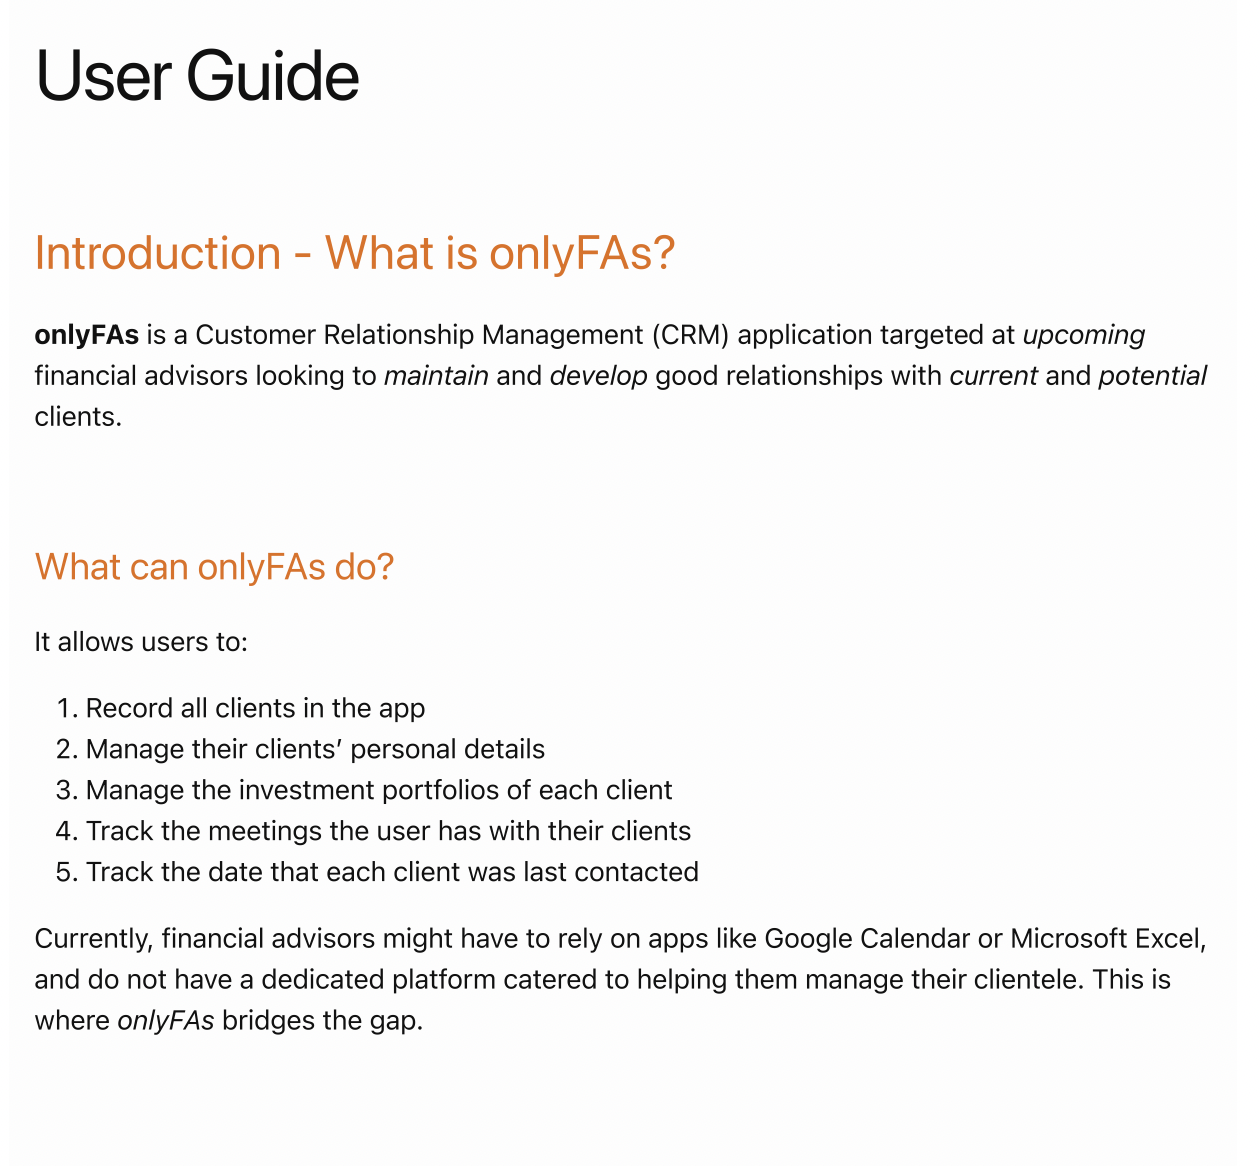 User Guide
Introduction - What is onlyFAs?
onlyFAs is a Customer Relationship Management (CRM) application targeted at upcoming
financial advisors looking to maintain and develop good relationships with current and potential
clients.
What can onlyFAs do?
It allows users to:
1. Record all clients in the app
2. Manage their clients’ personal details
3. Manage the investment portfolios of each client
4. Track the meetings the user has with their clients
5. Track the date that each client was last contacted
Currently, financial advisors might have to rely on apps like Google Calendar or Microsoft Excel,
and do not have a dedicated platform catered to helping them manage their clientele. This is
where onlyFAs bridges the gap.